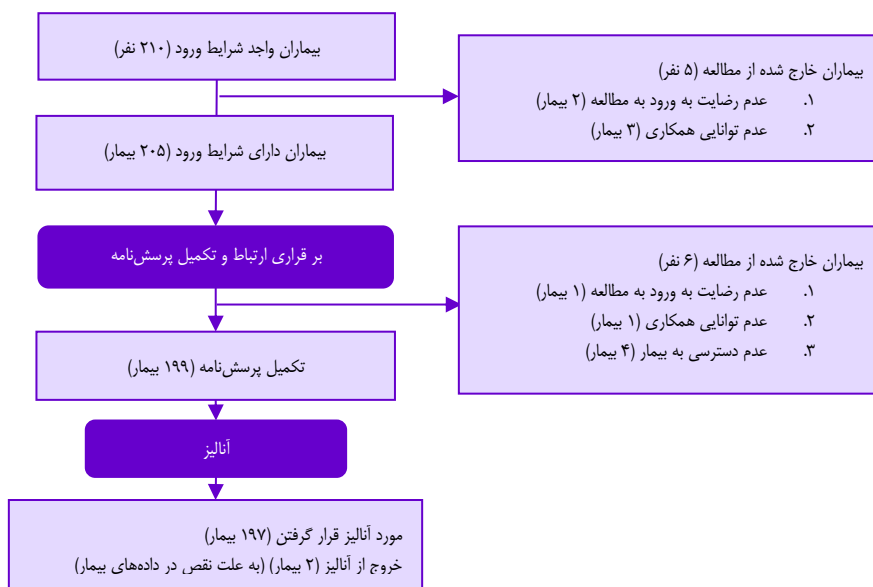 بیماران واجد شرایط ورود (۲۱۰ نفر)
بیماران خارج شده از مطالعه (۵ نفر)
۱. عدم رضایت به ورود به مطالعه (۲ بیمار)
۲. عدم توانایی همکاری (۳ بیمار)
بیماران دارای شرایط ورود (۲۰۵ بیمار)
بر قراری ارتباط و تکمیل پرسش‌نامه
بیماران خارج شده از مطالعه (۶ نفر)
۱. عدم رضایت به ورود به مطالعه (۱ بیمار)
۲. عدم توانایی همکاری (۱ بیمار)
۳. عدم دسترسی به بیمار (۴ بیمار)
تکمیل پرسش‌نامه (۱۹۹ بیمار)
آنالیز
مورد آنالیز قرار گرفتن (۱۹۷ بیمار)
خروج از آنالیز (۲ بیمار) (به علت نقص در داده‌های بیمار)